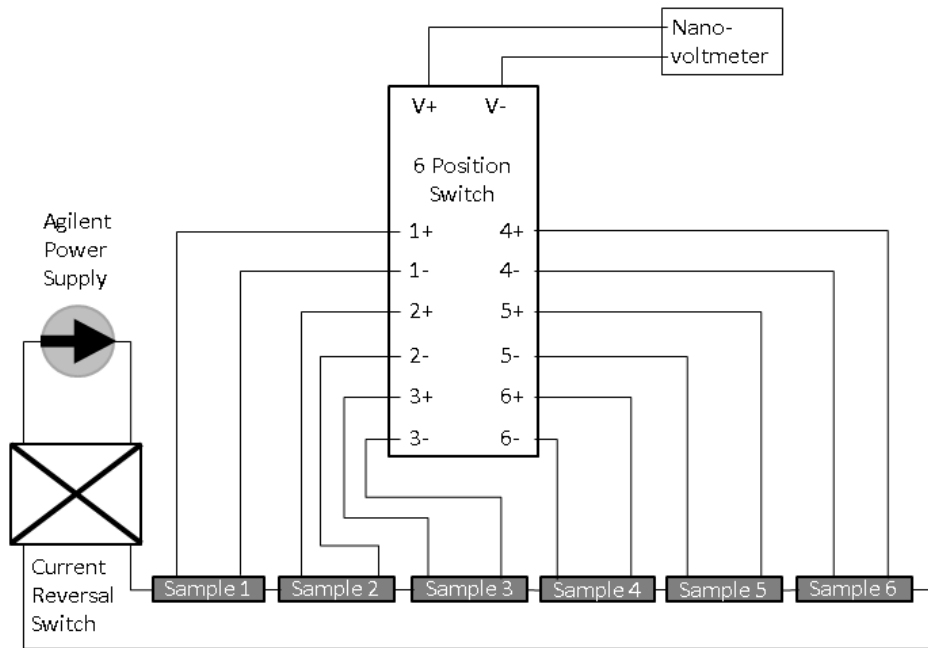 Nano-
voltmeter
V+ V-
6 Position
Switch
Agilent
Power
Supply
1+ 4+
1- 4-
2+ 5+
2- 5-
3+ 6+
3- 6-
Current
Reversal
Switch
Sample 1 Sample 2 Sample 3 Sample 4 Sample 5 Sample 6